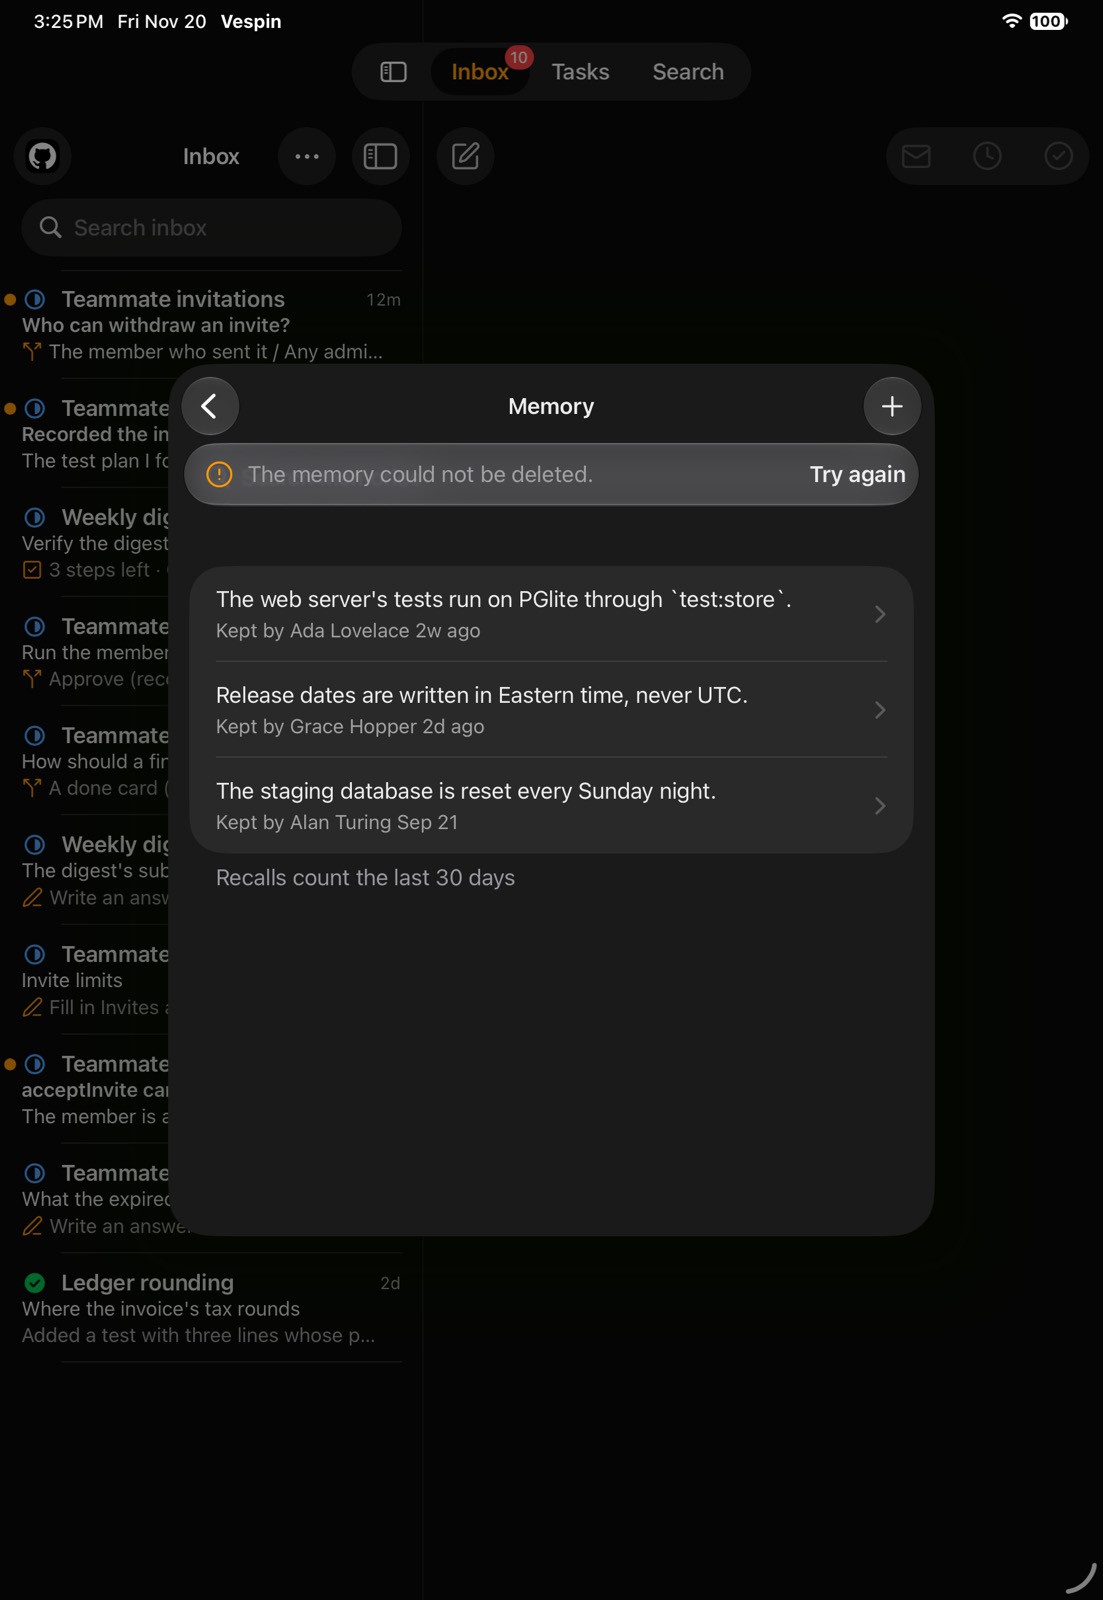 3:25 PM Fri Nov 20 Vespin
100
Inbox 10 Tasks Search
Inbox
Search inbox
Teammate invitations 12m
Who can withdraw an invite?
The member who sent it / Any admi...
Memory
Teammate
Recorded the in
The test plan I fo
The memory could not be deleted. Try again
Weekly dig
Verify the digest
3 steps left ·
The web server's tests run on PGlite through `test:store`.
Kept by Ada Lovelace 2w ago
Teammate
Run the member
Approve (rec
Release dates are written in Eastern time, never UTC.
Kept by Grace Hopper 2d ago
Teammate
How should a fir
A done card (
The staging database is reset every Sunday night.
Kept by Alan Turing Sep 21
Weekly dig
The digest's sub
Write an answ
Recalls count the last 30 days
Teammate
Invite limits
Fill in Invites
Teammate
acceptInvite ca
The member is a
Teammate
What the expired
Write an answe
Ledger rounding 2d
Where the invoice's tax rounds
Added a test with three lines whose p...